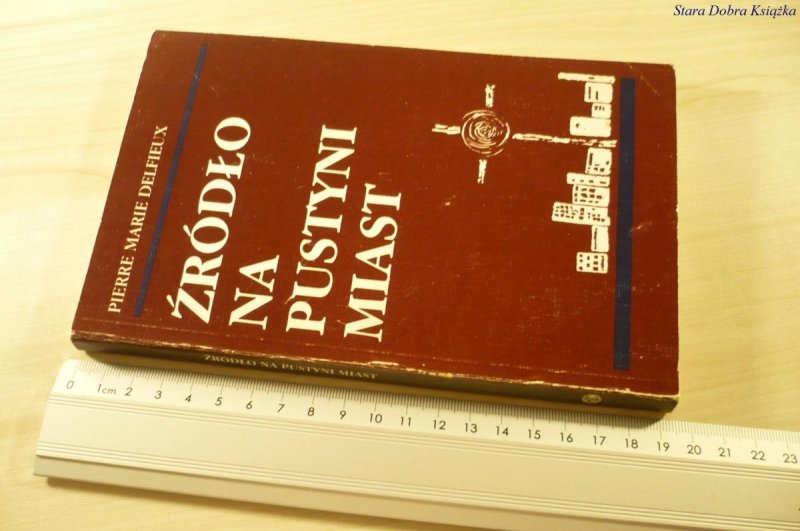 Stara Dobra Książka
PIERRE MARIE DELFIEUX
ŹRÓDŁO
NA
PUSTYNI
MIAST
ŹRÓDŁO NA PUSTYNI MIAST
0 1cm 2 3 4 5 6 7 8 9 10 11 12 13 14 15 16 17 18 19 20 21 22 23